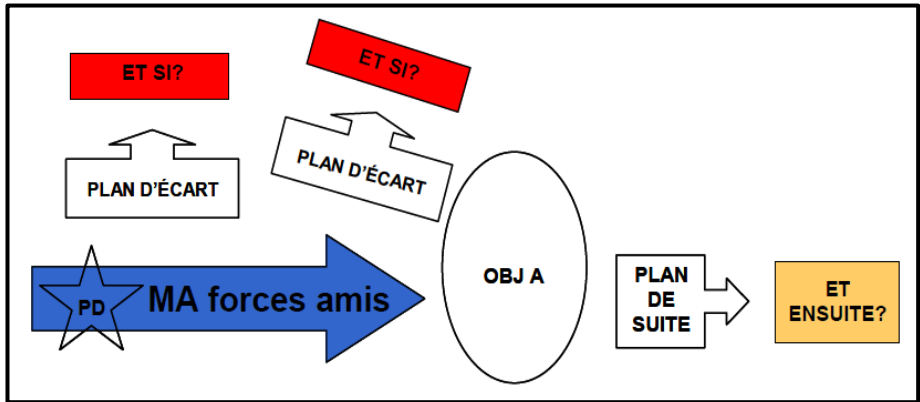 ET SI?
ET SI?
PLAN D'ÉCART
PLAN D'ÉCART
PD
MA forces amis
OBJ A
PLAN
DE
SUITE
ET
ENSUITE?